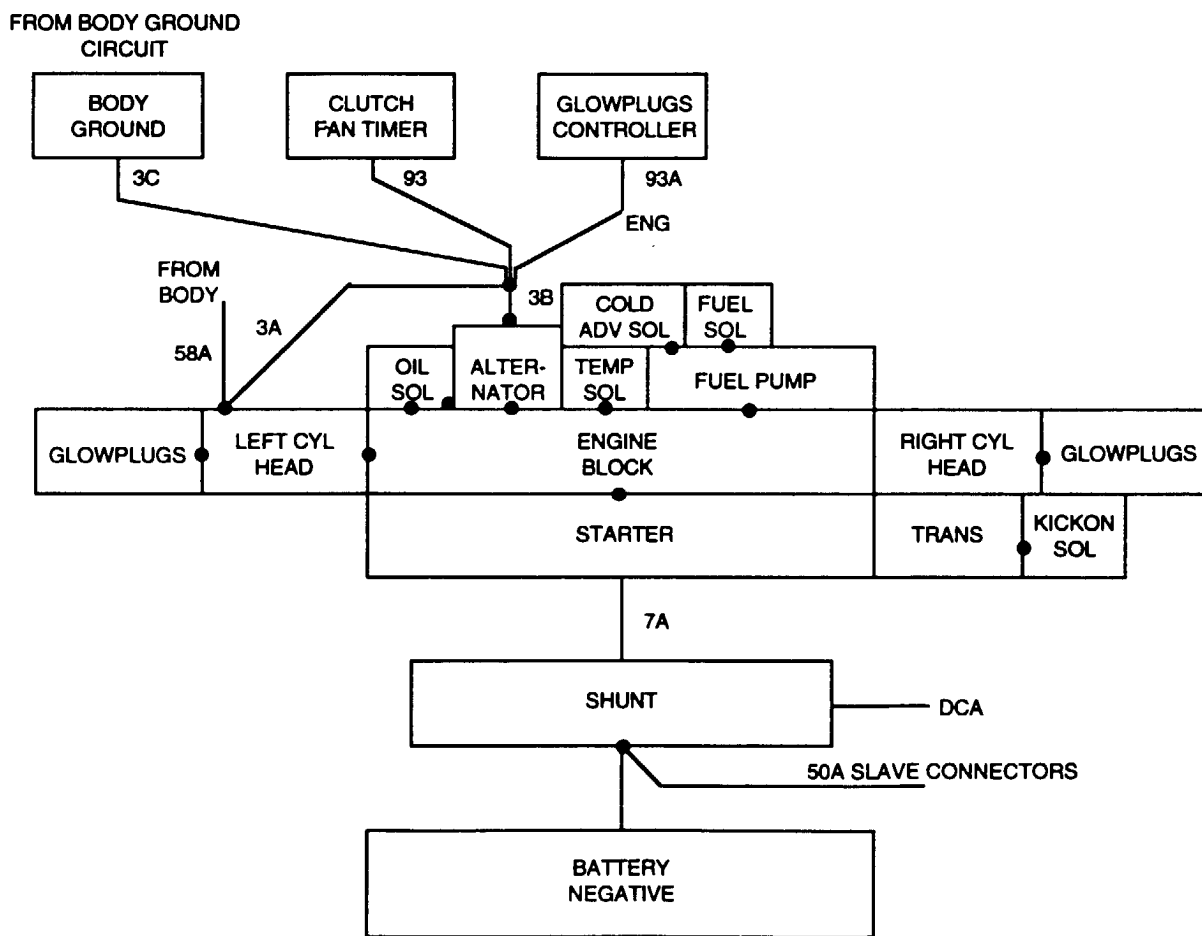 FROM BODY GROUND
CIRCUIT
BODY
GROUND
CLUTCH
FAN TIMER
GLOWPLUGS
CONTROLLER
3C
93
93A
ENG
FROM
BODY
58A
3A
3B
COLD
ADV SOL
FUEL
SOL
OIL
SOL
ALTER-
NATOR
TEMP
SOL
FUEL PUMP
GLOWPLUGS
LEFT CYL
HEAD
ENGINE
BLOCK
RIGHT CYL
HEAD
GLOWPLUGS
STARTER
TRANS
KICKON
SOL
7A
SHUNT
DCA
50A SLAVE CONNECTORS
BATTERY
NEGATIVE